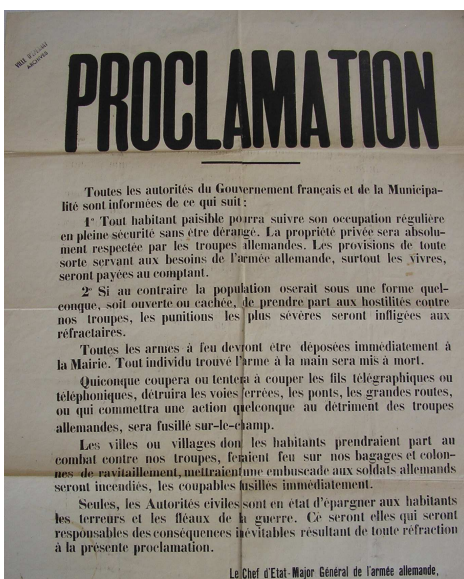 ARCHIVES
PROCLAMATION
Toutes les autorités du Gouvernement français et de la Municipa-
lité sont informées de ce qui suit :
1° Tout habitant paisible pourra suivre son occupation régulière
en pleine sécurité sans être dérangé. La propriété privée sera absolu-
ment respectée par les troupes allemandes. Les provisions de toute
sorte servant aux besoins de l'armée allemande, surtout les vivres,
seront payées au comptant.
2° Si au contraire la population oserait sous une forme quel-
conque, soit ouverte ou cachée, de prendre part aux hostilités contre
nos troupes, les punitions les plus sévères seront infligées aux
réfractaires.
Toutes les armes à feu devront être déposées immédiatement à
la Mairie. Tout individu trouvé l'arme à la main sera mis à mort.
Quiconque coupera ou tentera à couper les fils télégraphiques ou
téléphoniques, détruira les voies ferrées, les ponts, les grandes routes,
ou qui commettra une action quelconque au détriment des troupes
allemandes, sera fusillé sur-le-champ.
Les villes ou villages dont les habitants prendraient part au
combat contre nos troupes, feraient feu sur nos bagages et colon-
nes de ravitaillement, mettraient une embuscade aux soldats allemands
seront incendiés, les coupables fusillés immédiatement.
Seules, les Autorités civiles sont en état d'épargner aux habitants
les terreurs et les fléaux de la guerre. Ce seront elles qui seront
responsables des conséquences inévitables résultant de toute réfraction
à la présente proclamation.
Le Chef d'Etat-Major Général de l'armée allemande,